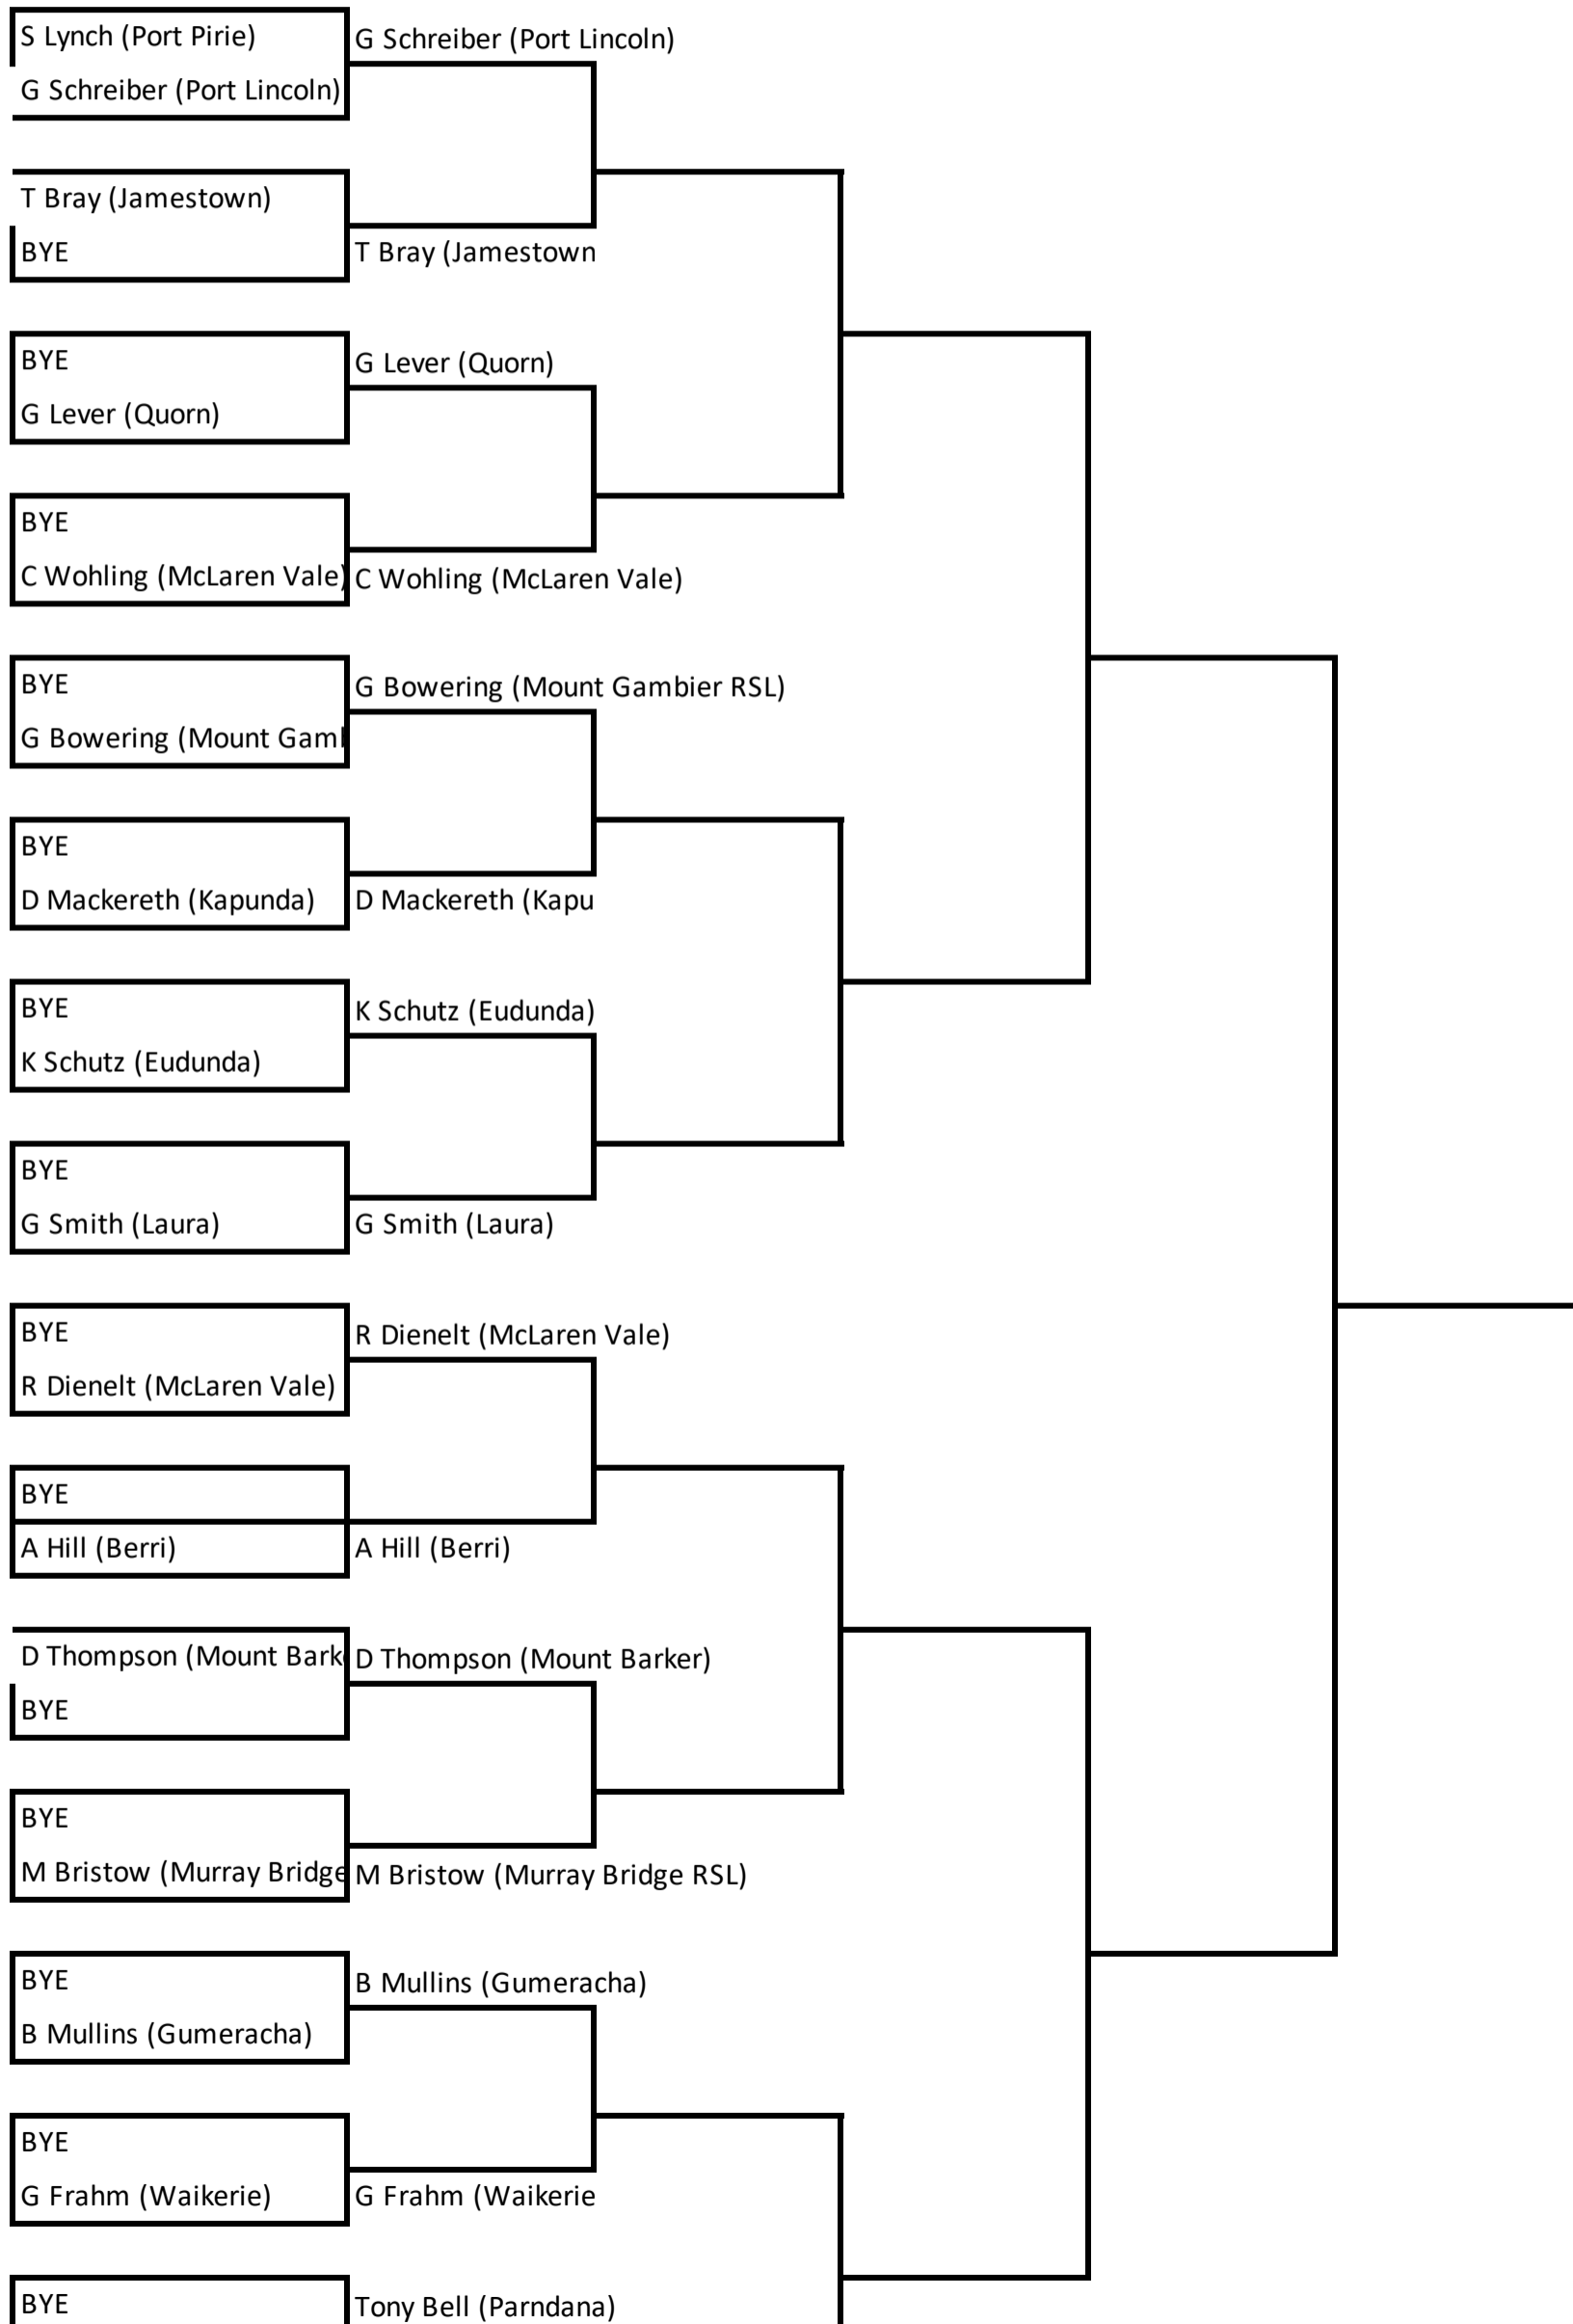 S Lynch (Port Pirie)
G Schreiber (Port Lincoln)
G Schreiber (Port Lincoln)
T Bray (Jamestown)
BYE
T Bray (Jamestown
BYE
G Lever (Quorn)
G Lever (Quorn)
BYE
C Wohling (McLaren Vale)
C Wohling (McLaren Vale)
BYE
G Bowering (Mount Gambier RSL)
G Bowering (Mount Gam
BYE
D Mackereth (Kapunda)
D Mackereth (Kapu
BYE
K Schutz (Eudunda)
K Schutz (Eudunda)
BYE
G Smith (Laura)
G Smith (Laura)
BYE
R Dienelt (McLaren Vale)
R Dienelt (McLaren Vale)
BYE
A Hill (Berri)
A Hill (Berri)
D Thompson (Mount Bark
D Thompson (Mount Barker)
BYE
BYE
M Bristow (Murray Bridge
M Bristow (Murray Bridge RSL)
BYE
B Mullins (Gumeracha)
B Mullins (Gumeracha)
BYE
G Frahm (Waikerie)
G Frahm (Waikerie
BYE
Tony Bell (Parndana)